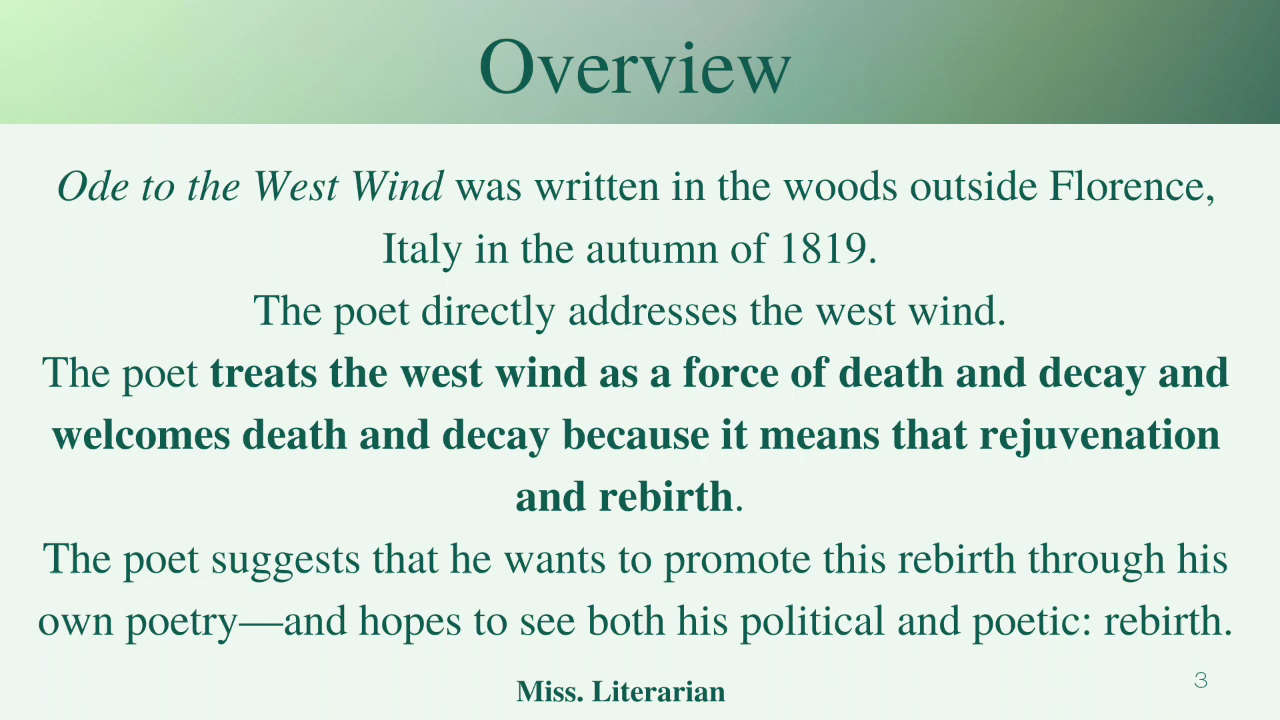 Overview
Ode to the West Wind was written in the woods outside Florence,
Italy in the autumn of 1819.
The poet directly addresses the west wind.
The poet treats the west wind as a force of death and decay and
welcomes death and decay because it means that rejuvenation
and rebirth.
The poet suggests that he wants to promote this rebirth through his
own poetry—and hopes to see both his political and poetic: rebirth.
Miss. Literarian
3